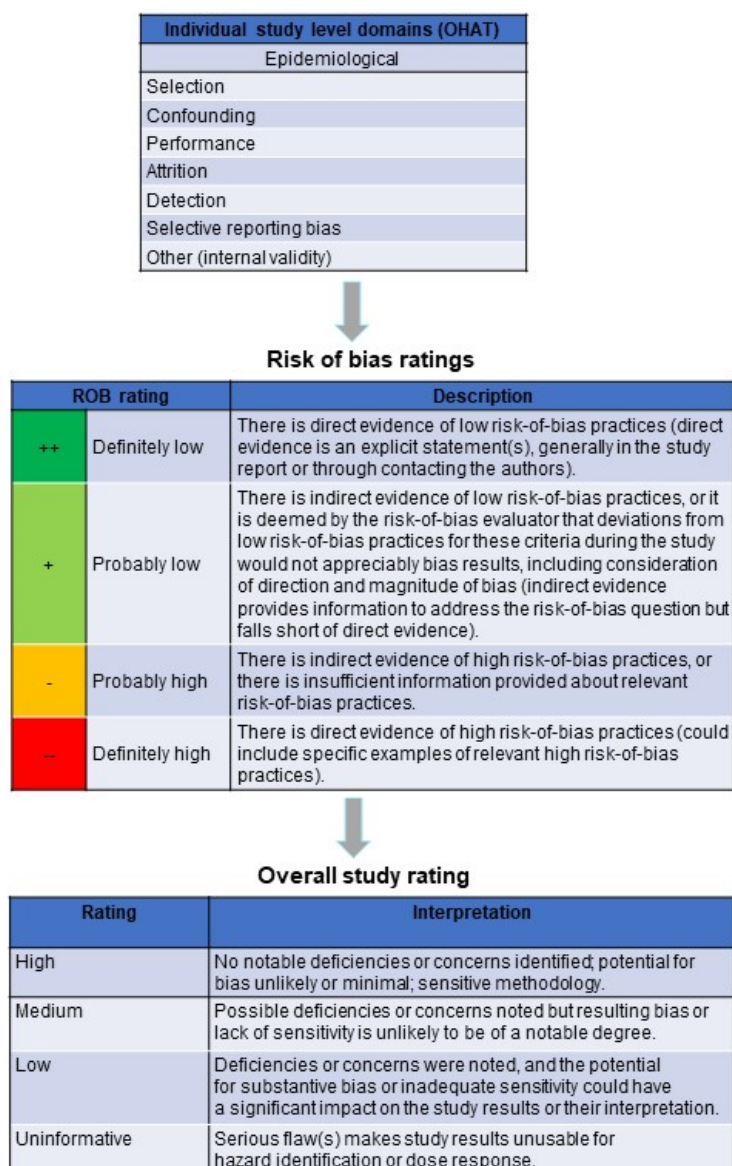 Individual study level domains (OHAT)
Epidemiological
Selection
Confounding
Performance
Attrition
Detection
Selective reporting bias
Other (internal validity)
Risk of bias ratings
ROB rating
Description
++
Definitely low
There is direct evidence of low risk-of-bias practices (direct
evidence is an explicit statement(s), generally in the study
report or through contacting the authors).
+
Probably low
There is indirect evidence of low risk-of-bias practices, or it
is deemed by the risk-of-bias evaluator that deviations from
low risk-of-bias practices for these criteria during the study
would not appreciably bias results, including consideration
of direction and magnitude of bias (indirect evidence
provides information to address the risk-of-bias question but
falls short of direct evidence).
-
Probably high
There is indirect evidence of high risk-of-bias practices, or
there is insufficient information provided about relevant
risk-of-bias practices.
--
Definitely high
There is direct evidence of high risk-of-bias practices (could
include specific examples of relevant high risk-of-bias
practices).
Overall study rating
Rating
Interpretation
High
No notable deficiencies or concerns identified; potential for
bias unlikely or minimal; sensitive methodology.
Medium
Possible deficiencies or concerns noted but resulting bias or
lack of sensitivity is unlikely to be of a notable degree.
Low
Deficiencies or concerns were noted, and the potential
for substantive bias or inadequate sensitivity could have
a significant impact on the study results or their interpretation.
Uninformative
Serious flaw(s) makes study results unusable for
hazard identification or dose response.